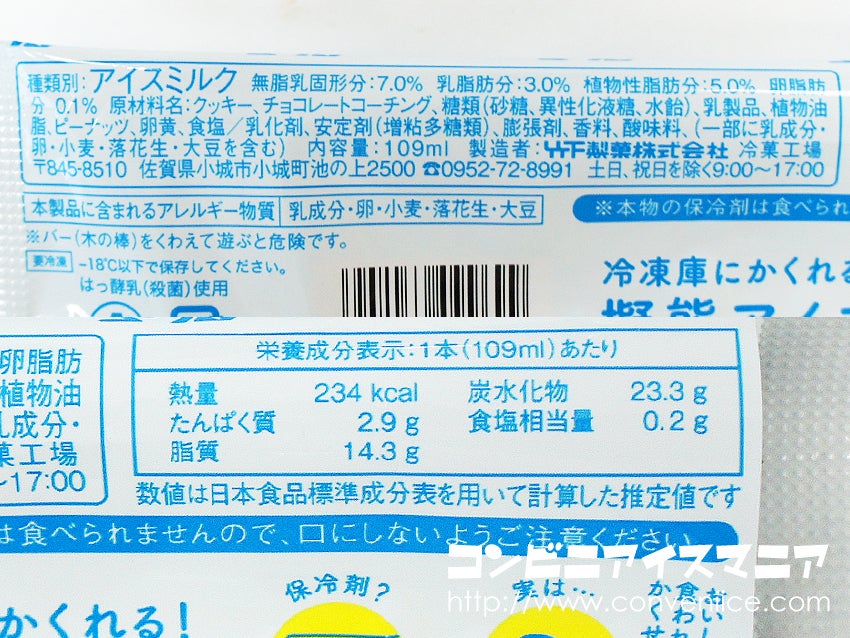 種類別:アイスミルク 無脂乳固形分:7.0% 乳脂肪分:3.0% 植物性脂肪分:5.0% 卵脂肪
分 0.1% 原材料名:クッキー、チョコレートコーチング、糖類(砂糖、異性化液糖、水飴)、乳製品、植物油
脂、ピーナッツ、卵黄、食塩/乳化剤、安定剤(増粘多糖類)、膨張剤、香料、酸味料、(一部に乳成分・
卵・小麦・落花生・大豆を含む) 内容量:109ml 製造者:竹下製菓株式会社 冷菓工場
〒845-8510 佐賀県小城市小城町池の上2500 ☎0952-72-8991 土日、祝日を除く9:00〜17:00
本製品に含まれるアレルギー物質 乳成分・卵・小麦・落花生・大豆
※本物の保冷剤は食べられ
※バー(木の棒)をくわえて遊ぶと危険です。
要冷凍 -18℃以下で保存してください。
はっ酵乳(殺菌)使用
冷凍庫にかくれる
擬態アイ
卵脂肪
植物油
乳成分・
菓工場
〜17:00
栄養成分表示:1本(109ml)あたり
熱量 234 kcal 炭水化物 23.3 g
たんぱく質 2.9 g 食塩相当量 0.2 g
脂質 14.3 g
数値は日本食品標準成分表を用いて計算した推定値です
は食べられませんので、口にしないようご注意ください
コンビニアイスマニア
http://www.conveniice.com
かくれる!
保冷剤?
実は…